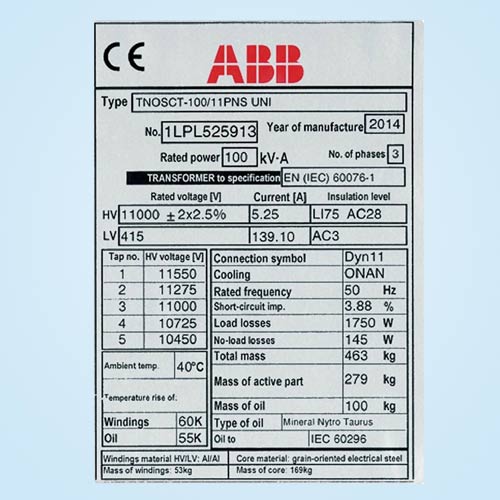 CE ABB
Type TNOSCT-100/11PNS UNI
No. 1LPL525913 Year of manufacture 2014
Rated power 100 kV-A No. of phases 3
TRANSFORMER to specification EN (IEC) 60076-1
Rated voltage [V] Current [A] Insulation level
HV 11000 ±2x2.5% 5.25 LI75 AC28
LV 415 139.10 AC3
Tap no. HV voltage [V]
1 11550
2 11275
3 11000
4 10725
5 10450
Connection symbol Dyn11
Cooling ONAN
Rated frequency 50 Hz
Short-circuit imp. 3.88 %
Load losses 1750 W
No-load losses 145 W
Total mass 463 kg
Mass of active part 279 kg
Mass of oil 100 kg
Ambient temp. 40°C
Temperature rise of:
Windings 60K
Oil 55K
Type of oil Mineral Nytro Taurus
Oil to IEC 60296
Windings material HV/LV: Al/Al Core material: grain-oriented electrical steel
Mass of windings: 53kg Mass of core: 169kg